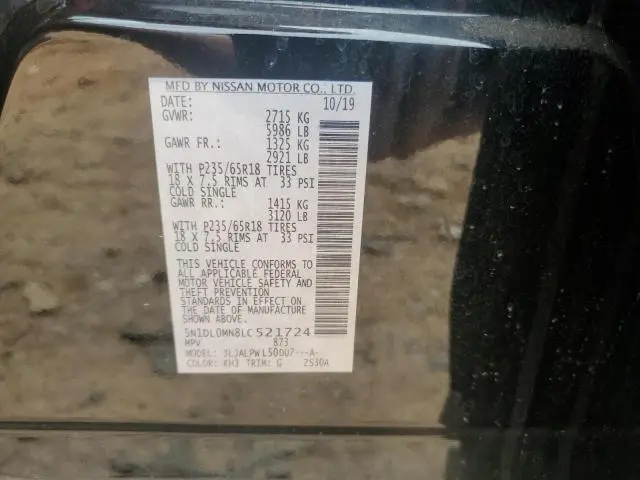 MFD BY NISSAN MOTOR CO., LTD.
DATE: 10/19
GVWR: 2715 KG
5986 LB
GAWR FR.: 1325 KG
2921 LB
WITH P235/65R18 TIRES
18 X 7.5 RIMS AT 33 PSI
COLD SINGLE
GAWR RR.: 1415 KG
3120 LB
WITH P235/65R18 TIRES
18 X 7.5 RIMS AT 33 PSI
COLD SINGLE
THIS VEHICLE CONFORMS TO
ALL APPLICABLE FEDERAL
MOTOR VEHICLE SAFETY AND
THEFT PREVENTION
STANDARDS IN EFFECT ON
THE DATE OF MANUFACTURE
SHOWN ABOVE.
5N1DL0MN8LC521724
MPV 873
MODEL: JLJALPW L50DU7---A-
COLOR: KH3 TRIM: G ZS30A